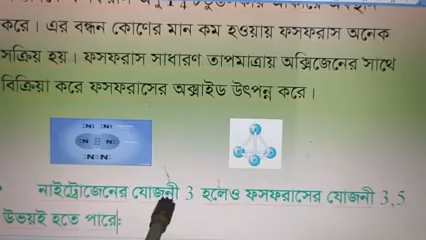 করে। এর বন্ধন কোণের মান কম হওয়ায় ফসফরাস অনেক
সক্রিয় হয়। ফসফরাস সাধারণ তাপমাত্রায় অক্সিজেনের সাথে
বিক্রিয়া করে ফসফরাসের অক্সাইড উৎপন্ন করে।
নাইট্রোজেনের যোজনী 3 হলেও ফসফরাসের যোজনী 3,5
উভয়ই হতে পারে